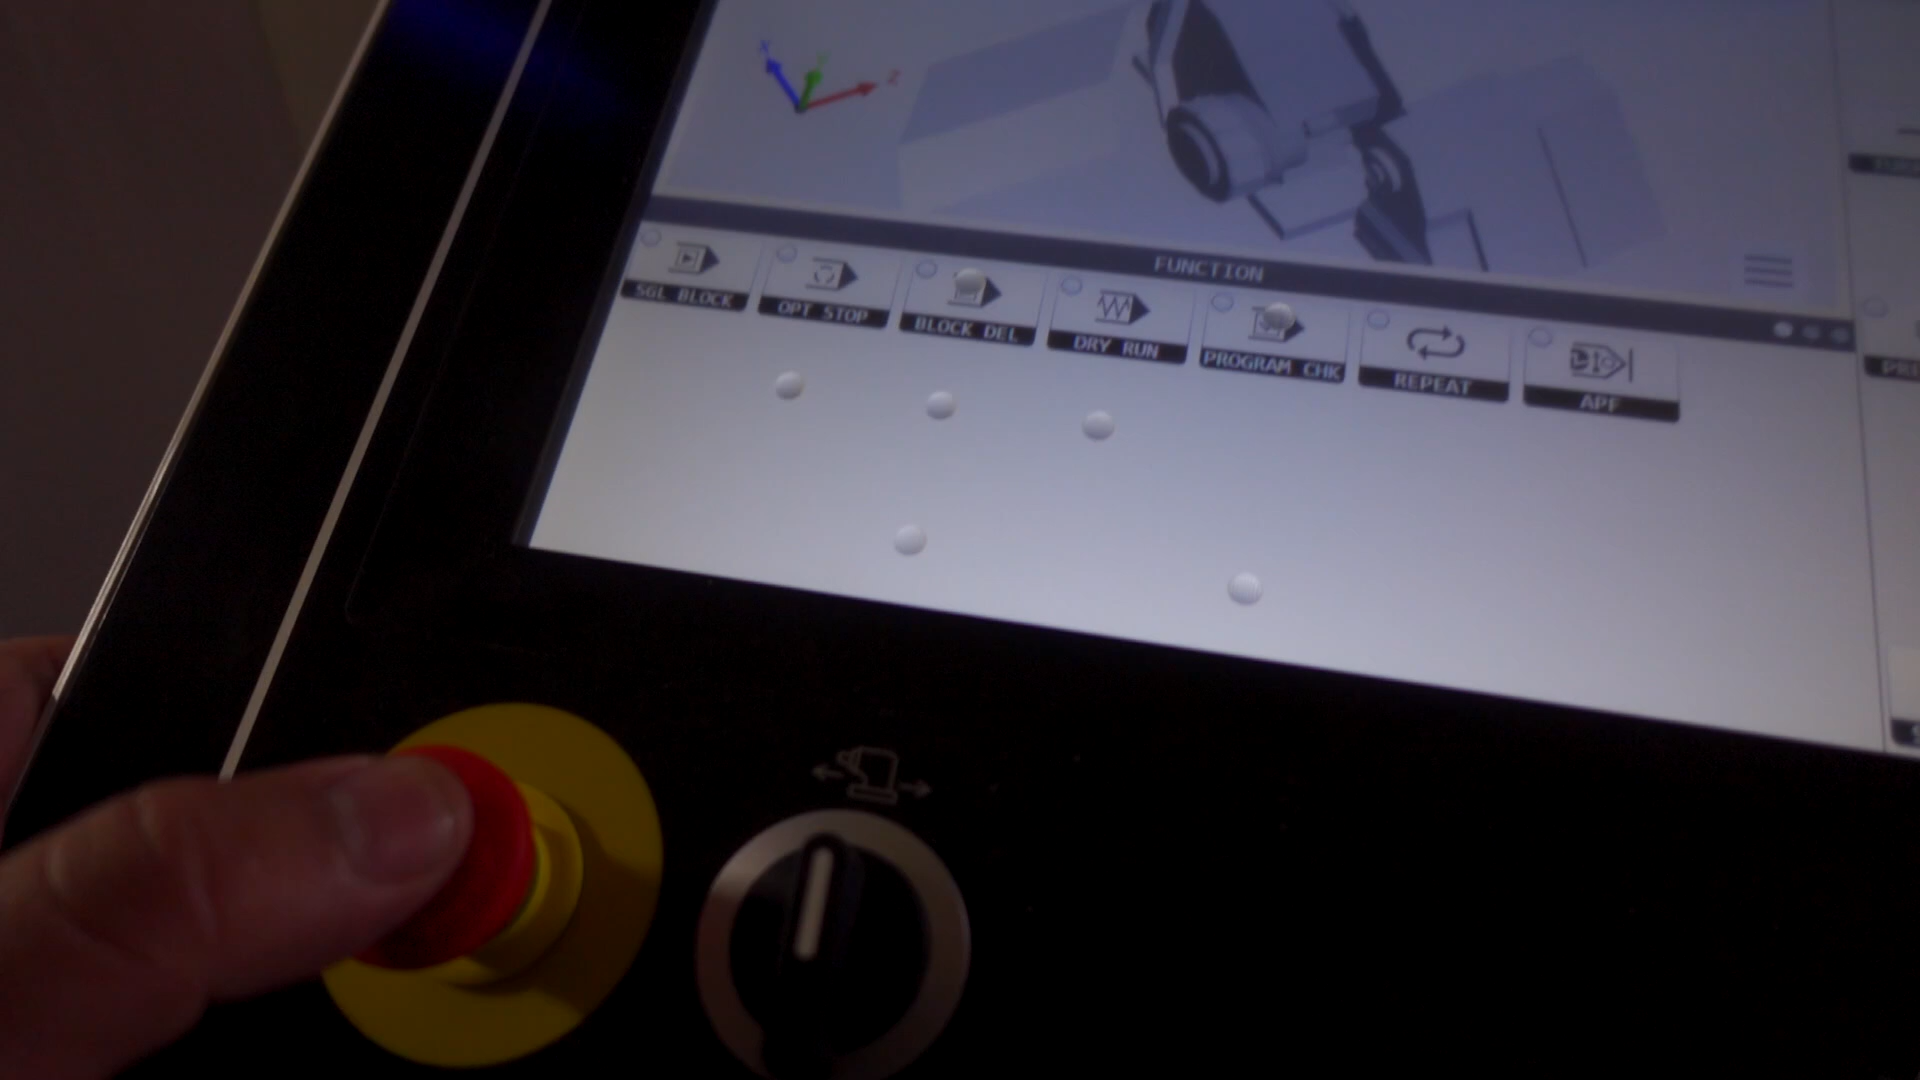 Z
FUNCTION
SGL BLOCK
OPT STOP
BLOCK DEL
DRY RUN
PROGRAM CHK
REPEAT
APF